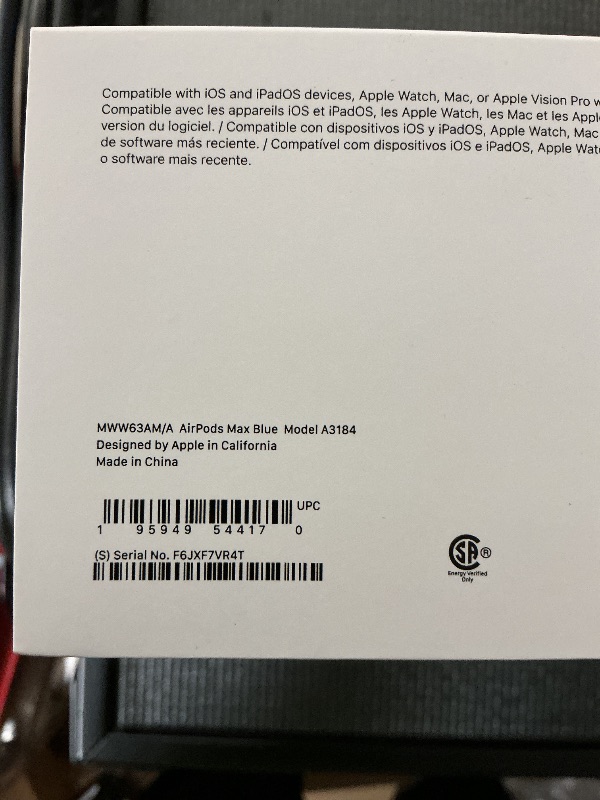 Compatible with iOS and iPadOS devices, Apple Watch, Mac, or Apple Vision Pro
Compatible avec les appareils iOS et iPadOS, les Apple Watch, les Mac et les
version du logiciel. / Compatible con dispositivos iOS y iPadOS, Apple Watch, Mac
de software más reciente. / Compatível com dispositivos iOS e iPadOS, Apple
o software mais recente.
MWW63AM/A AirPods Max Blue Model A3184
Designed by Apple in California
Made in China
UPC
1 95949 54417 0
(S) Serial No. F6JXF7VR4T
SA®
Energy Verified
Only